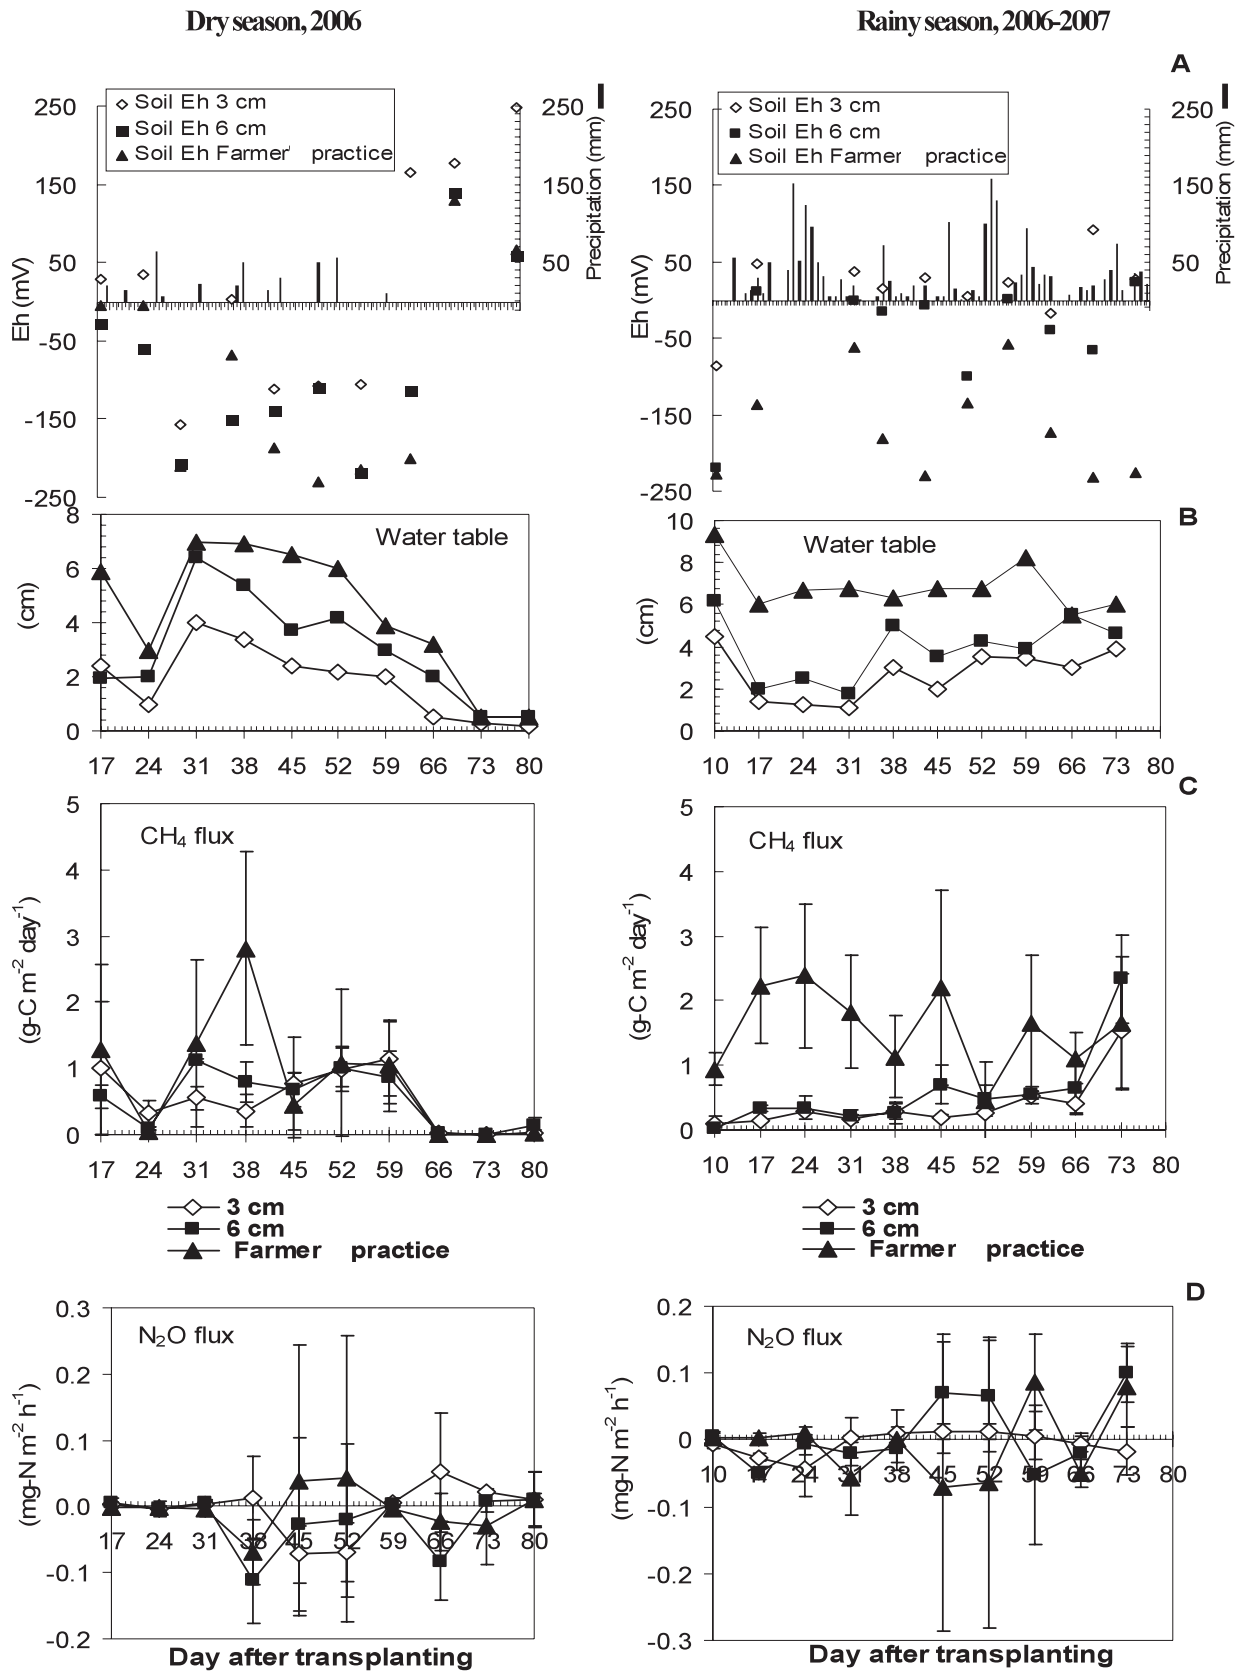 Dry season, 2006
Rainy season, 2006-2007
A
Soil Eh 3 cm
Soil Eh 6 cm
Soil Eh Farmer' practice
250
150
50
-50
-150
-250
Eh (mV)
250
150
50
Precipitation (mm)
Soil Eh 3 cm
Soil Eh 6 cm
Soil Eh Farmer practice
250
150
50
-50
-150
-250
Eh (mV)
250
150
50
Precipitation (mm)
B
Water table
8
6
4
2
0
(cm)
17 24 31 38 45 52 59 66 73 80
Water table
10
8
6
4
2
0
(cm)
10 17 24 31 38 45 52 59 66 73 80
C
CH4 flux
5
4
3
2
1
0
(g-C m-2 day-1)
17 24 31 38 45 52 59 66 73 80
3 cm
6 cm
Farmer practice
CH4 flux
5
4
3
2
1
0
(g-C m-2 day-1)
10 17 24 31 38 45 52 59 66 73 80
3 cm
6 cm
Farmer practice
D
N2O flux
0.3
0.2
0.1
0.0
-0.1
-0.2
(mg-N m-2 h-1)
17 24 31 38 45 52 59 66 73 80
Day after transplanting
N2O flux
0.2
0.1
0
-0.1
-0.2
-0.3
(mg-N m-2 h-1)
10 17 24 31 38 45 52 59 66 73 80
Day after transplanting